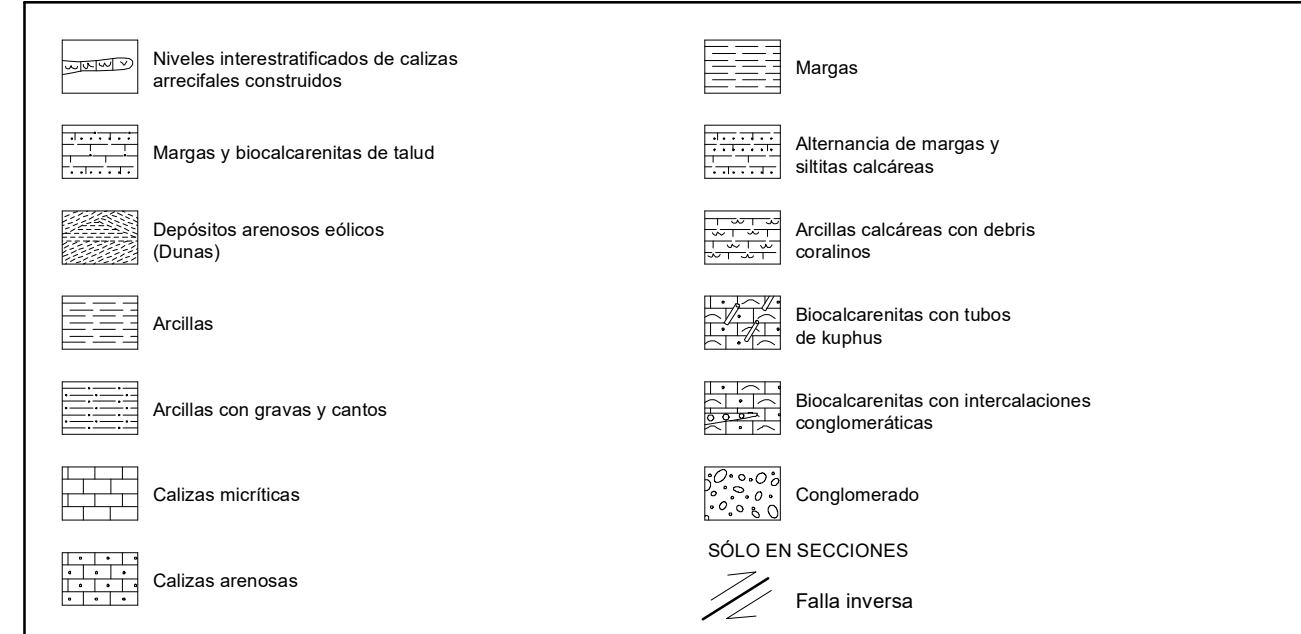 Niveles interestratificados de calizas
arrecifales construidos
Margas y biocalcarenitas de talud
Depósitos arenosos eólicos
(Dunas)
Arcillas
Arcillas con gravas y cantos
Calizas micríticas
Calizas arenosas
Margas
Alternancia de margas y
siltitas calcáreas
Arcillas calcáreas con debris
coralinos
Biocalcarenitas con tubos
de kuphus
Biocalcarenitas con intercalaciones
conglomeráticas
Conglomerado
SÓLO EN SECCIONES
Falla inversa